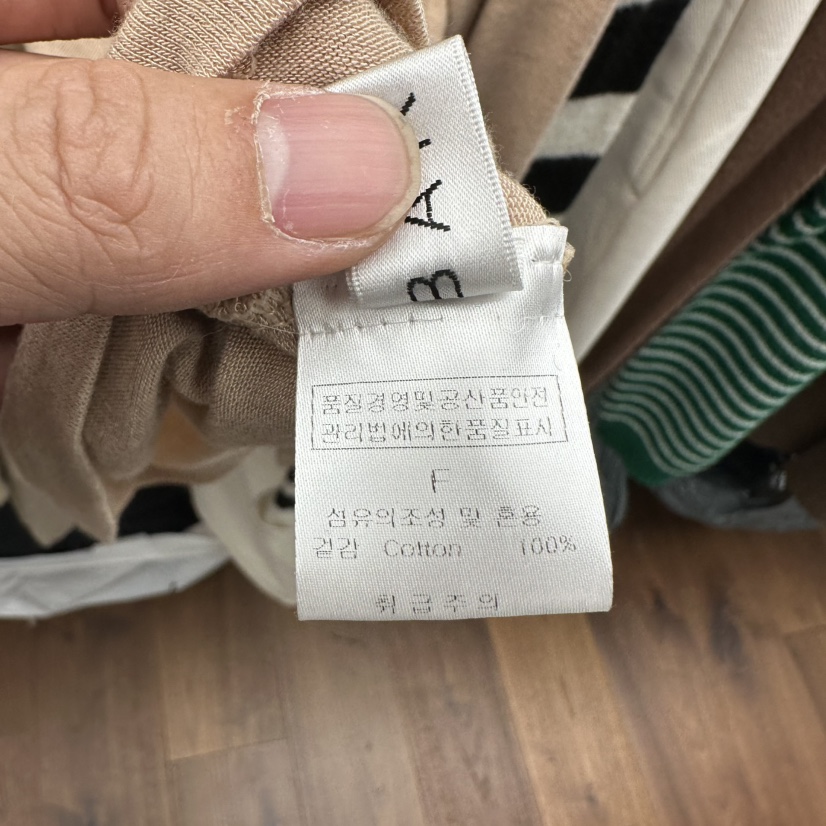 BAY
품질경영및공산품안전
관리법에의한품질표시
F
섬유의조성 및 혼용
겉감 Cotton 100%
취급주의